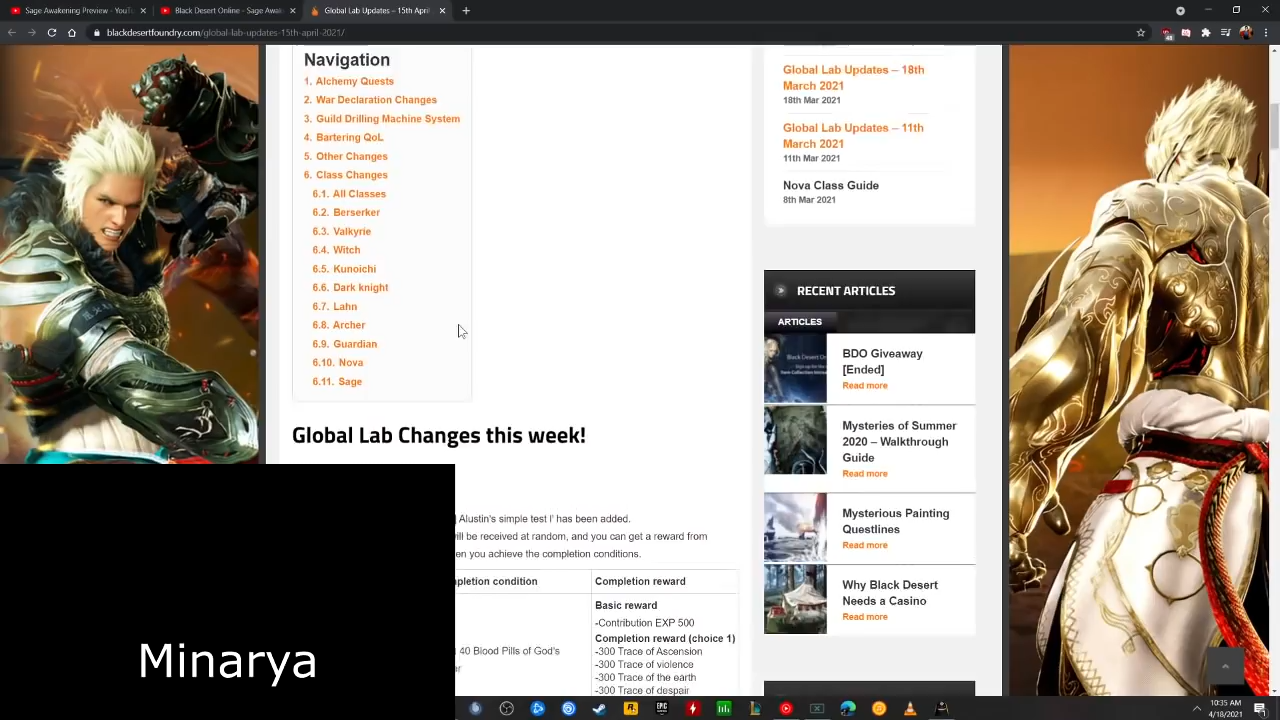 Sage Awakening Preview - YouTu
Black Desert Online - Sage Awak
Global Lab Updates – 15th April
blackdesertfoundry.com/global-lab-updates-15th-april-2021/
Navigation
1. Alchemy Quests
2. War Declaration Changes
3. Guild Drilling Machine System
4. Bartering QoL
5. Other Changes
6. Class Changes
6.1. All Classes
6.2. Berserker
6.3. Valkyrie
6.4. Witch
6.5. Kunoichi
6.6. Dark knight
6.7. Lahn
6.8. Archer
6.9. Guardian
6.10. Nova
6.11. Sage
Global Lab Changes this week!
] Alustin's simple test I' has been added.
will be received at random, and you can get a reward from
en you achieve the completion conditions.
mpletion condition
Completion reward
Basic reward
-Contribution EXP 500
Completion reward (choice 1)
40 Blood Pills of God's
-300 Trace of Ascension
-300 Trace of violence
-300 Trace of the earth
-300 Trace of despair
Global Lab Updates – 18th
March 2021
18th Mar 2021
Global Lab Updates – 11th
March 2021
11th Mar 2021
Nova Class Guide
8th Mar 2021
RECENT ARTICLES
ARTICLES
BDO Giveaway
[Ended]
Read more
Mysteries of Summer
2020 – Walkthrough
Guide
Read more
Mysterious Painting
Questlines
Read more
Why Black Desert
Needs a Casino
Read more
Minarya
10:35 AM
4/18/2021